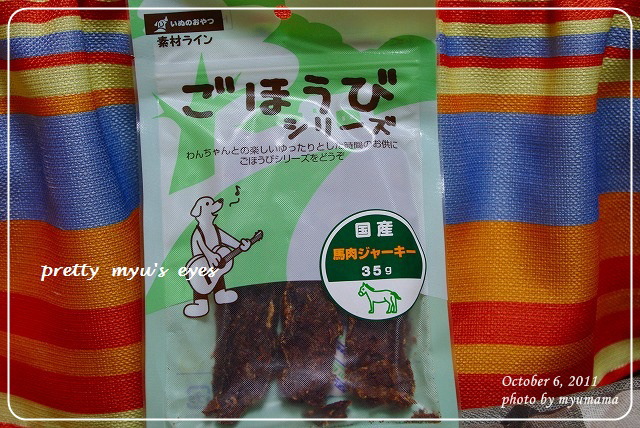 いぬのおやつ
素材ライン
ごほうび
シリーズ
わんちゃんとの楽しいゆったりとした時間のお供に
ごほうびシリーズをどうぞ
国産
馬肉ジャーキー
35g
pretty myu's eyes
October 6, 2011
photo by myumama